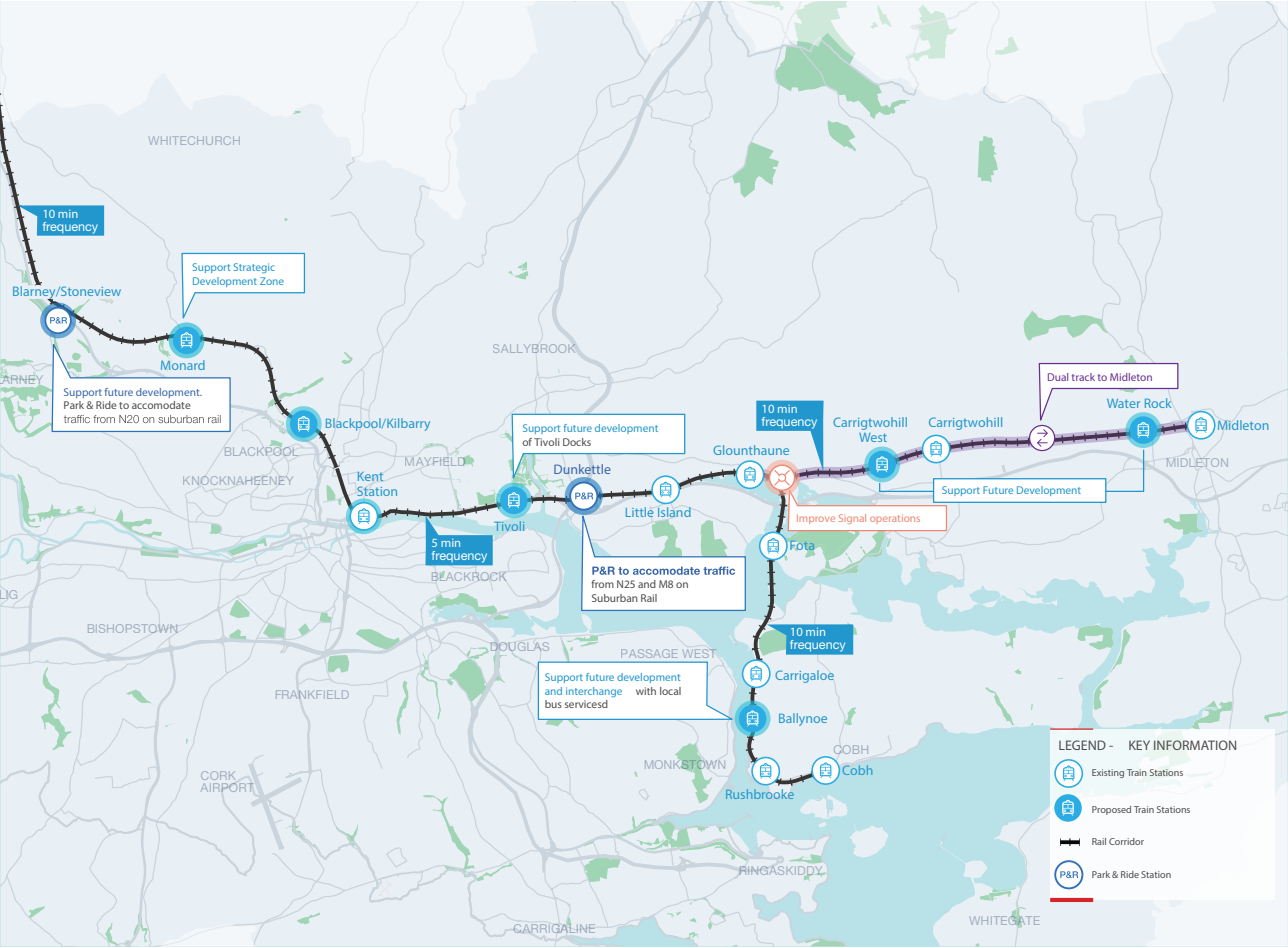 WHITECHURCH
10 min
frequency
Support Strategic
Development Zone
Blarney/Stoneview
P&R
Monard
SALLYBROOK
ARNEY
Support future development.
Park & Ride to accomodate
traffic from N20 on suburban rail
Dual track to Midleton
Blackpool/Kilbarry
BLACKPOOL
KNOCKNAHEENEY
MAYFIELD
Support future development
of Tivoli Docks
10 min
frequency
Carrigtwohill
West
Carrigtwohill
Water Rock
Midleton
MIDLETON
Glounthaune
Dunkettle
P&R
Kent
Station
Tivoli
Little Island
Support Future Development
Improve Signal operations
5 min
frequency
Fota
BLACKROCK
P&R to accomodate traffic
from N25 and M8 on
Suburban Rail
LIG
BISHOPSTOWN
DOUGLAS
PASSAGE WEST
10 min
frequency
FRANKFIELD
Support future development
and interchange with local
bus servicesd
Carrigaloe
Ballynoe
COBH
MONKSTOWN
Cobh
Rushbrooke
CORK
AIRPORT
RINGASKIDDY
CARRIGALINE
WHITEGATE
LEGEND - KEY INFORMATION
Existing Train Stations
Proposed Train Stations
Rail Corridor
P&R Park & Ride Station